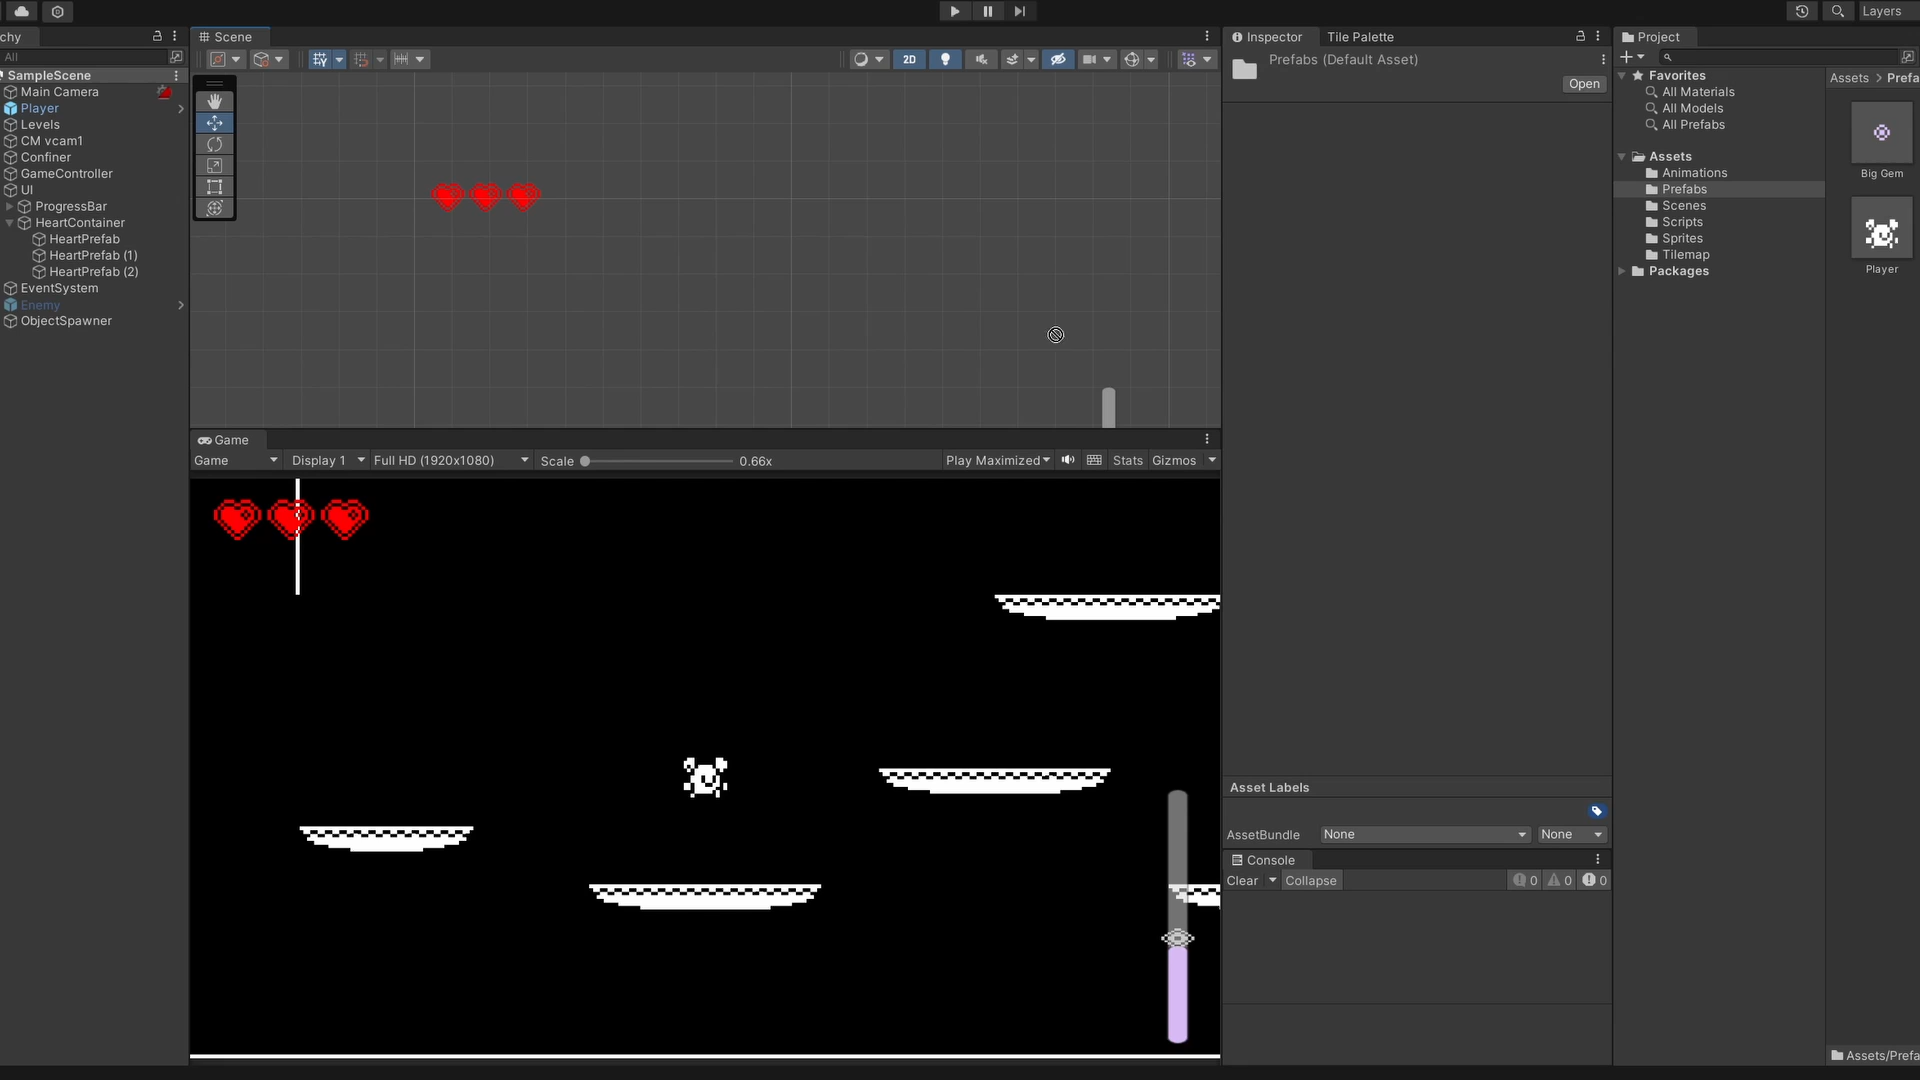 Layers
chy
Scene
Inspector
Tile Palette
Project
All
2D
Prefabs (Default Asset)
Open
SampleScene
Main Camera
Player
Levels
CM vcam1
Confiner
GameController
UI
ProgressBar
HeartContainer
HeartPrefab
HeartPrefab (1)
HeartPrefab (2)
EventSystem
Enemy
ObjectSpawner
Favorites
All Materials
All Models
All Prefabs
Assets
Animations
Prefabs
Scenes
Scripts
Sprites
Tilemap
Packages
Assets > Prefa
Big Gem
Player
Game
Game
Display 1
Full HD (1920x1080)
Scale
0.66x
Play Maximized
Stats
Gizmos
Asset Labels
AssetBundle
None
None
Console
Clear
Collapse
0
0
0
Assets/Prefa